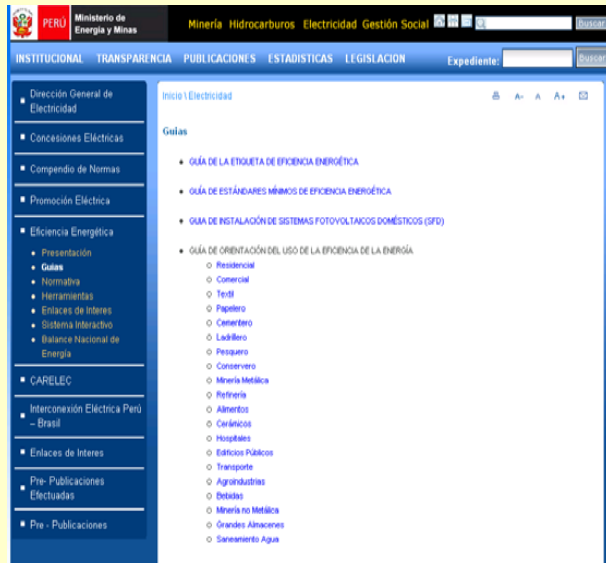 PERÚ
Ministerio de
Energía y Minas
Minería Hidrocarburos Electricidad Gestión Social
Buscar
INSTITUCIONAL TRANSPARENCIA PUBLICACIONES ESTADISTICAS LEGISLACION
Expediente:
Buscar
Dirección General de
Electricidad
Concesiones Eléctricas
Compendio de Normas
Promoción Eléctrica
Eficiencia Energética
Presentación
Guias
Normativa
Herramientas
Enlaces de Interes
Sistema Interactivo
Balance Nacional de
Energía
CARELEC
Interconexión Eléctrica Perú
– Brasil
Enlaces de Interes
Pre- Publicaciones
Efectuadas
Pre - Publicaciones
Inicio \ Electricidad
A- A A+
Guias
GUÍA DE LA ETIQUETA DE EFICIENCIA ENERGÉTICA
GUÍA DE ESTÁNDARES MÍNIMOS DE EFICIENCIA ENERGÉTICA
GUIA DE INSTALACIÓN DE SISTEMAS FOTOVOLTAICOS DOMÉSTICOS (SFD)
GUÍA DE ORIENTACIÓN DEL USO DE LA EFICIENCIA DE LA ENERGÍA
Residencial
Comercial
Textil
Papelero
Cementero
Ladrillero
Pesquero
Conservero
Minería Metálica
Refinería
Alimentos
Cerámicos
Hospitales
Edificios Públicos
Transporte
Agroindustrias
Bebidas
Minería no Metálica
Grandes Almacenes
Saneamiento Agua